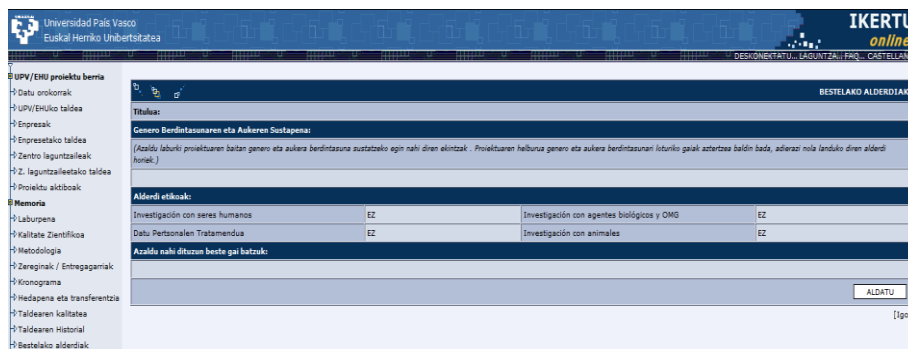 Universidad País Vasco
Euskal Herriko Unibertsitatea
IKERTU
online
DESKONEKTATU... LAGUNTZA... FAQ... CASTELLAN
UPV/EHU proiektu berria
Datu orokorrak
UPV/EHUko taldea
Enpresak
Enpresetako taldea
Zentro laguntzaileak
Z. laguntzaileetako taldea
Proiektu aktiboak
Memoria
Laburpena
Kalitate Zientifikoa
Metodologia
Zereginak / Entregagarriak
Kronograma
Hedapena eta transferentzia
Taldearen kalitatea
Taldearen Historial
Bestelako alderdiak
BESTELAKO ALDERDIAK
Titulua:
Genero Berdintasunaren eta Aukeren Sustapena:
(Azaldu laburki proiektuaren baitan genero eta aukera berdintasuna sustatzeko egin nahi diren ekintzak . Proiektuaren helburua genero eta aukera berdintasunari loturiko gaiak aztertzea baldin bada, adierazi nola landuko diren alderdi
horiek.)
Alderdi etikoak:
Investigación con seres humanos EZ Investigación con agentes biológicos y OMG EZ
Datu Pertsonalen Tratamendua EZ Investigación con animales EZ
Azaldu nahi dituzun beste gai batzuk:
ALDATU
[Igo